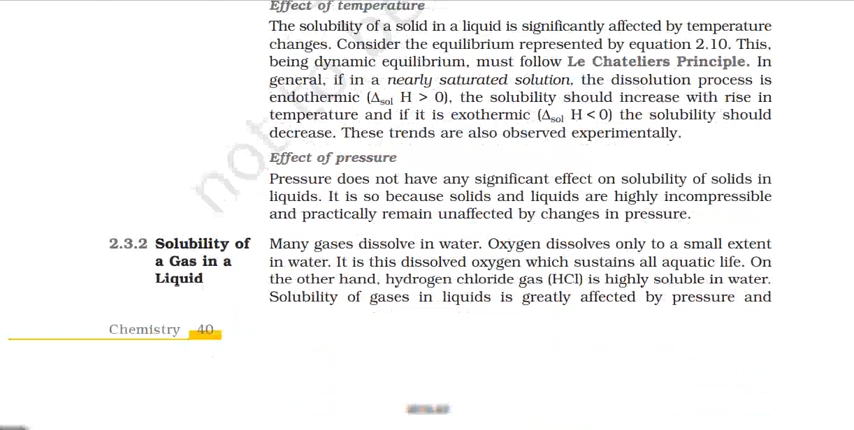 Effect of temperature
The solubility of a solid in a liquid is significantly affected by temperature
changes. Consider the equilibrium represented by equation 2.10. This,
being dynamic equilibrium, must follow Le Chateliers Principle. In
general, if in a nearly saturated solution, the dissolution process is
endothermic (Δsol H > 0), the solubility should increase with rise in
temperature and if it is exothermic (Δsol H < 0) the solubility should
decrease. These trends are also observed experimentally.
Effect of pressure
Pressure does not have any significant effect on solubility of solids in
liquids. It is so because solids and liquids are highly incompressible
and practically remain unaffected by changes in pressure.
2.3.2 Solubility of
a Gas in a
Liquid
Many gases dissolve in water. Oxygen dissolves only to a small extent
in water. It is this dissolved oxygen which sustains all aquatic life. On
the other hand, hydrogen chloride gas (HCl) is highly soluble in water.
Solubility of gases in liquids is greatly affected by pressure and
Chemistry 40
not to be